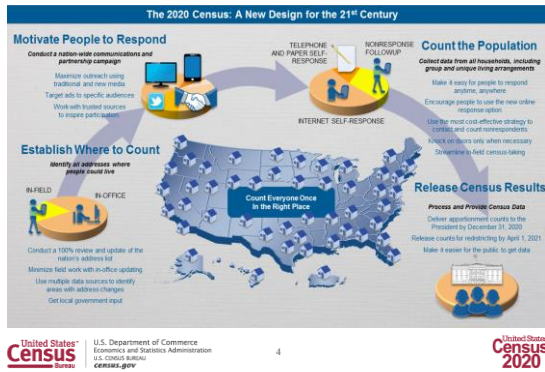 The 2020 Census: A New Design for the 21st Century
Motivate People to Respond
Conduct a nation-wide communications and
partnership campaign
Maximize outreach using
traditional and new media
Target ads to specific audiences
Work with trusted sources
to inspire participation
TELEPHONE
AND PAPER SELF-
RESPONSE
NONRESPONSE
FOLLOWUP
INTERNET SELF-RESPONSE
Count the Population
Collect data from all households, including
group and unique living arrangements
Make it easy for people to respond
anytime, anywhere
Encourage people to use the new online
response option
Use the most cost-effective strategy to
contact and count nonrespondents
Knock on doors only when necessary
Streamline in-field census-taking
Establish Where to Count
Identify all addresses where
people could live
IN-FIELD
IN-OFFICE
Conduct a 100% review and update of the
nation's address list
Minimize field work with in-office updating
Use multiple data sources to identify
areas with address changes
Get local government input
Count Everyone Once
In the Right Place
Release Census Results
Process and Provide Census Data
Deliver apportionment counts to the
President by December 31, 2020
Release counts for redistricting by April 1, 2021
Make it easier for the public to get data
United States™
Census
Bureau
U.S. Department of Commerce
Economics and Statistics Administration
U.S. CENSUS BUREAU
census.gov
4
United States
Census
2020